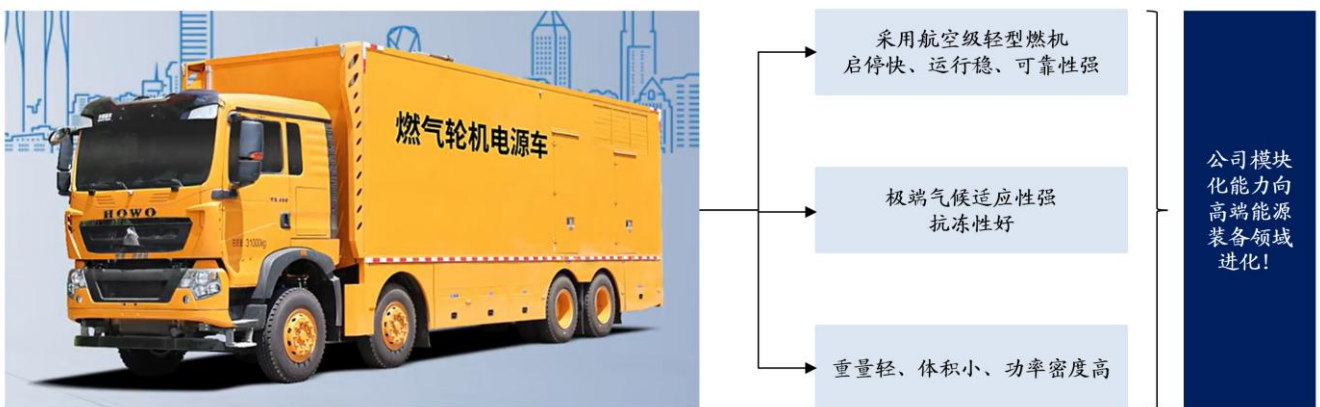 燃气轮机电源车
HOWO
31000kg
采用航空级轻型燃机
启停快、运行稳、可靠性强
极端气候适应性强
抗冻性好
重量轻、体积小、功率密度高
公司模块
化能力向
高端能源
装备领域
进化！